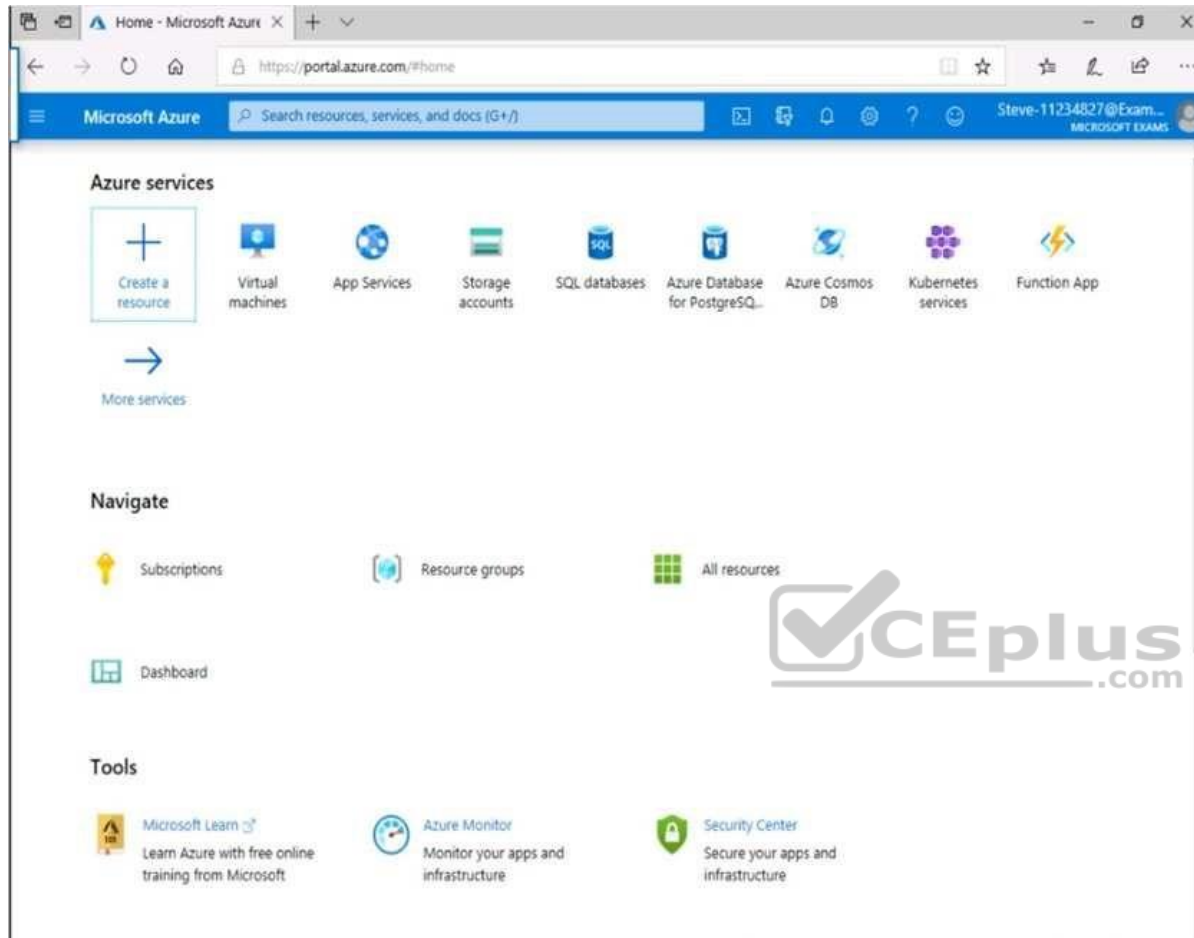 Home - Microsoft Azure
https://portal.azure.com/#home
Microsoft Azure
Search resources, services, and docs (G+/)
Steve-11234827@Exam...
MICROSOFT EXAMS
Azure services
Create a
resource
Virtual
machines
App Services
Storage
accounts
SQL databases
Azure Database
for PostgreSQ...
Azure Cosmos
DB
Kubernetes
services
Function App
More services
Navigate
Subscriptions
Resource groups
All resources
Dashboard
VCEplus
.com
Tools
Microsoft Learn
Learn Azure with free online
training from Microsoft
Azure Monitor
Monitor your apps and
infrastructure
Security Center
Secure your apps and
infrastructure